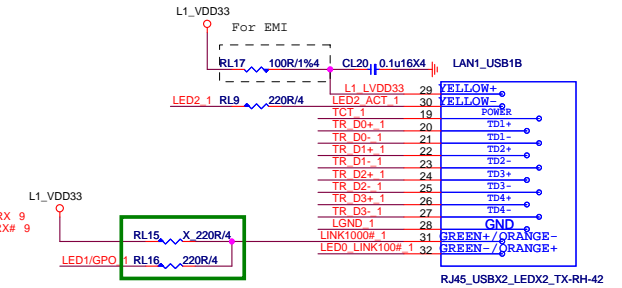 L1_VDD33
For EMI
RL17 100R/1%4 CL20 0.1u16X4 LAN1_USB1B
L1_LVDD33 29 YELLOW+
LED2_1 RL9 220R/4 LED2_ACT_1 30 YELLOW-
TCT_1 19 POWER
TR_D0+_1 20 TD1+
TR_D0-_1 21 TD1-
TR_D1+_1 22 TD2+
TR_D1-_1 23 TD2-
TR_D2+_1 24 TD3+
TR_D2-_1 25 TD3-
TR_D3+_1 26 TD4+
TR_D3-_1 27 TD4-
LGND_1 28 GND
L1_VDD33
RX 9
RX# 9
RL15 X_220R/4 LINK1000#_1 31 GREEN+/ORANGE-
LED1/GPO_1 RL16 220R/4 LED0_LINK100#_1 32 GREEN-/ORANGE+
RJ45_USBX2_LEDX2_TX-RH-42